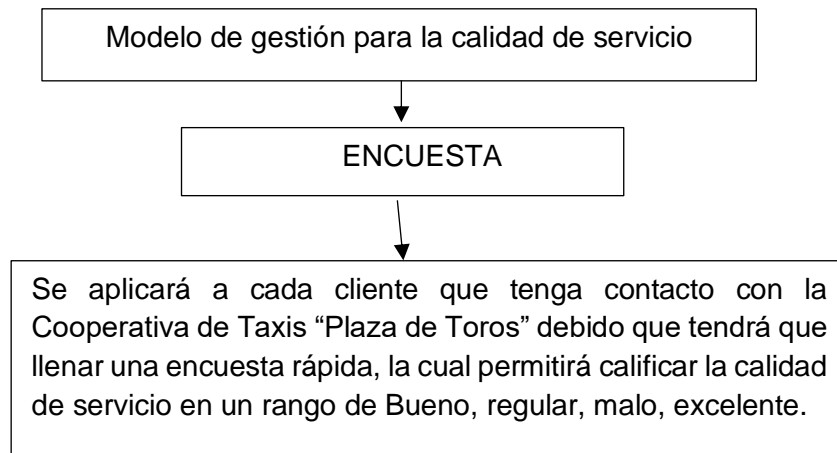 Modelo de gestión para la calidad de servicio
ENCUESTA
Se aplicará a cada cliente que tenga contacto con la
Cooperativa de Taxis “Plaza de Toros” debido que tendrá que
llenar una encuesta rápida, la cual permitirá calificar la calidad
de servicio en un rango de Bueno, regular, malo, excelente.